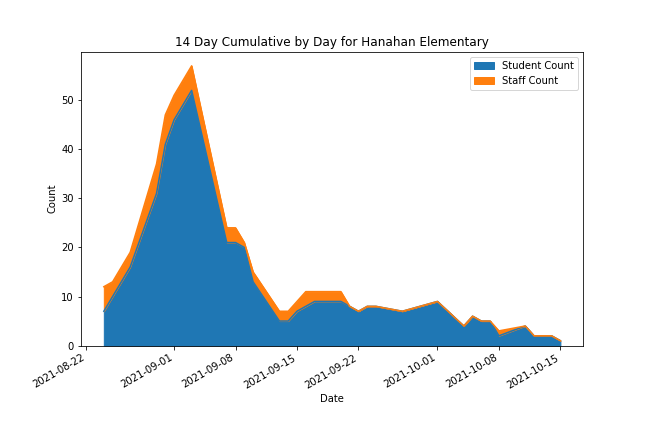 14 Day Cumulative by Day for Hanahan Elementary
Student Count
Staff Count
50
40
30
20
10
0
Count
2021-08-22
2021-09-01
2021-09-08
2021-09-15
2021-09-22
2021-10-01
2021-10-08
2021-10-15
Date